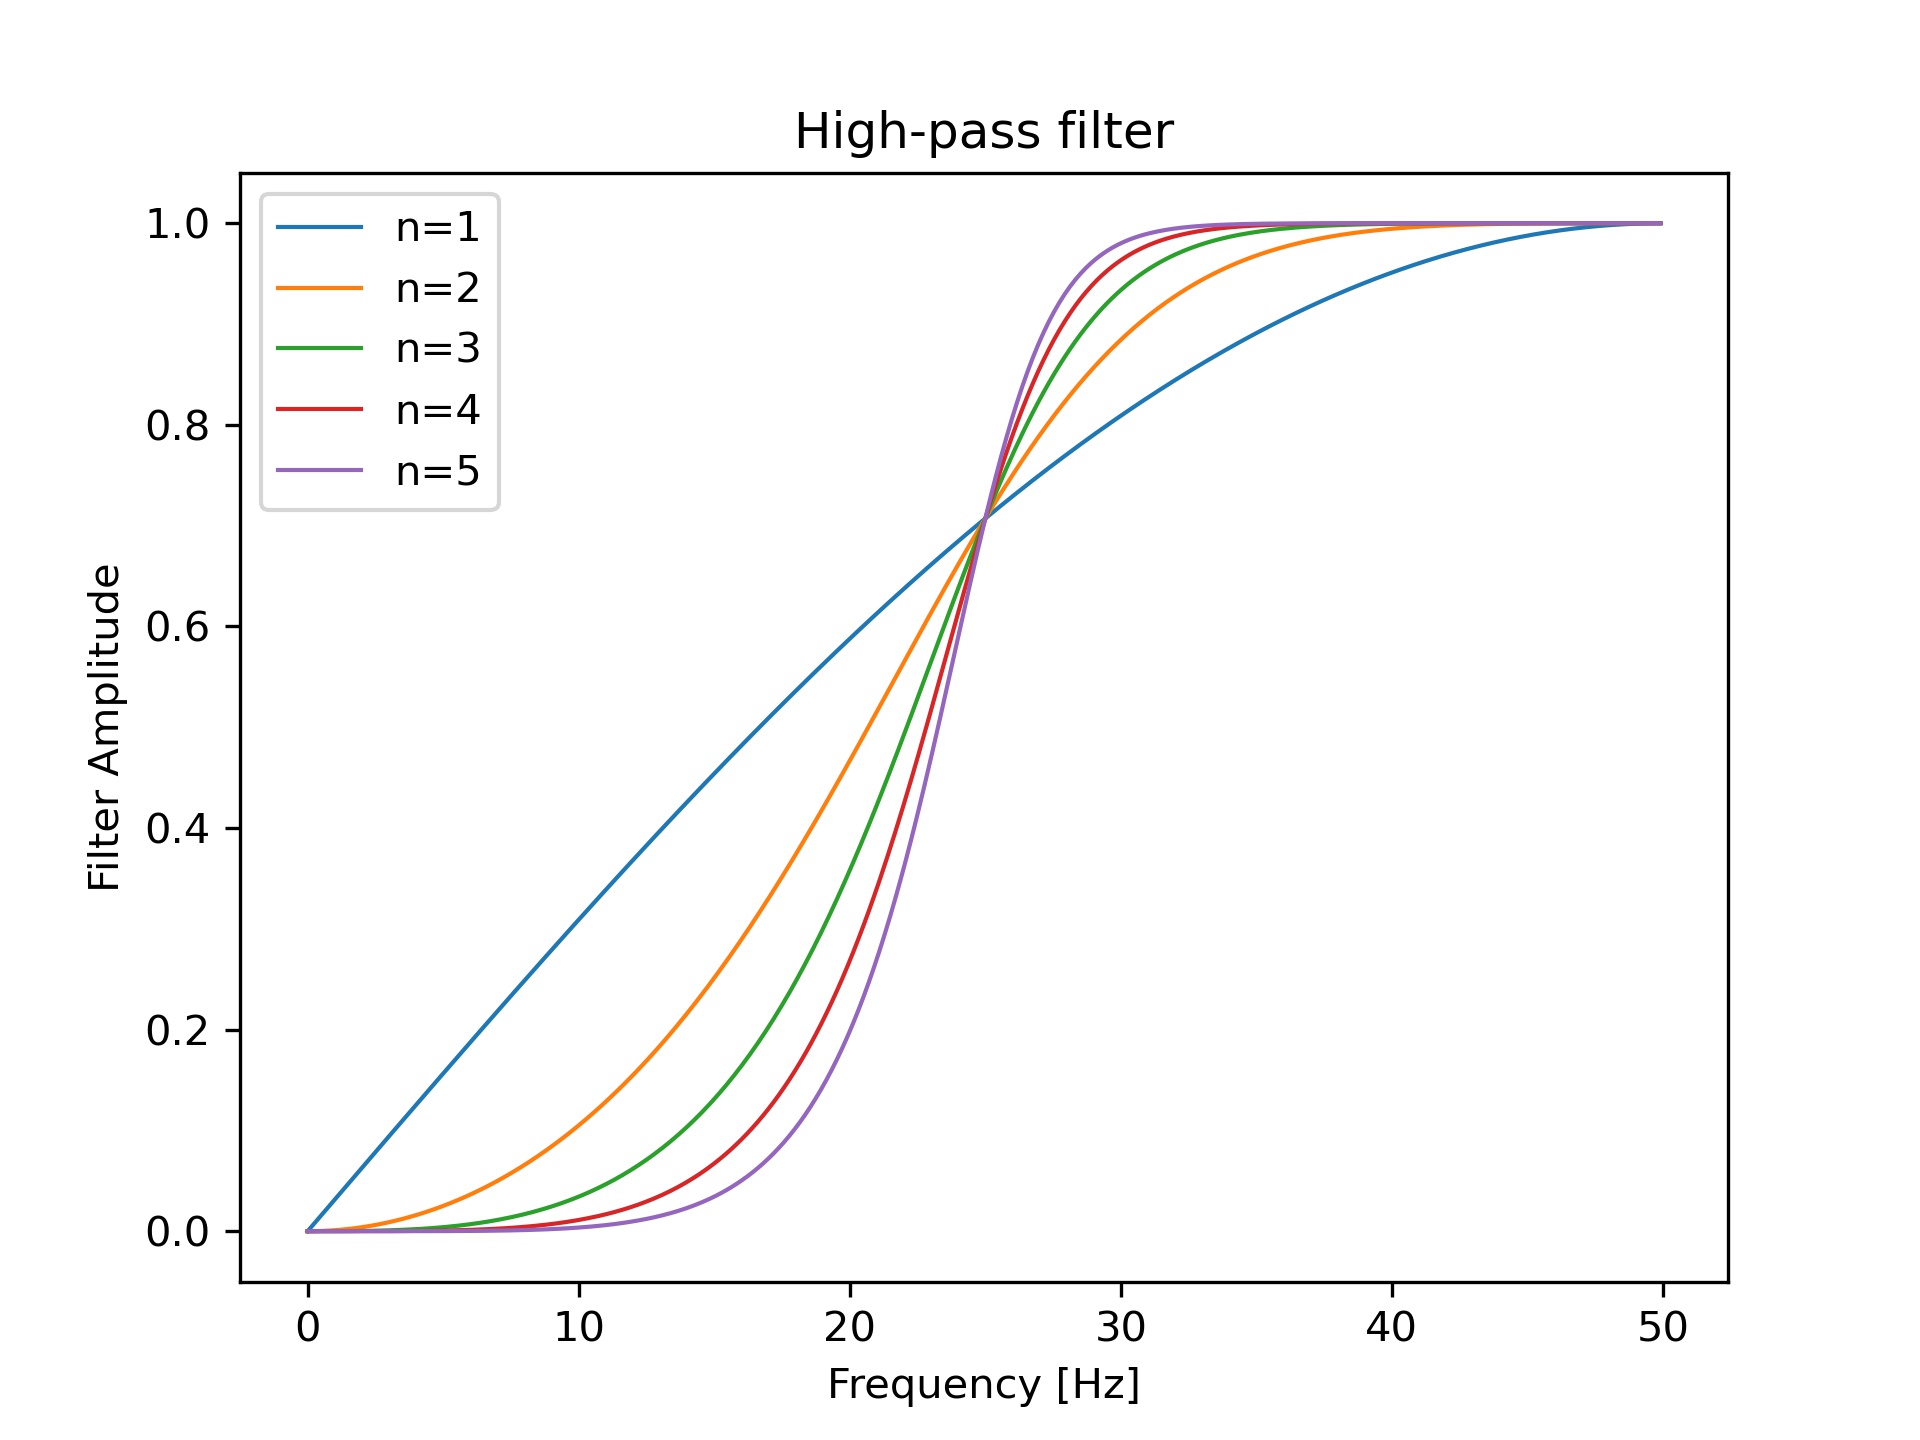 High-pass filter
n=1
n=2
n=3
n=4
n=5
Filter Amplitude
1.0
0.8
0.6
0.4
0.2
0.0
0 10 20 30 40 50
Frequency [Hz]